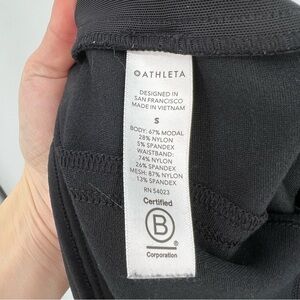 ATHLETA
DESIGNED IN
SAN FRANCISCO
MADE IN VIETNAM
S
BODY: 67% MODAL
28% NYLON
5% SPANDEX
WAISTBAND:
74% NYLON
26% SPANDEX
MESH: 87% NYLON
13% SPANDEX
RN 54023
Certified
B
®
Corporation